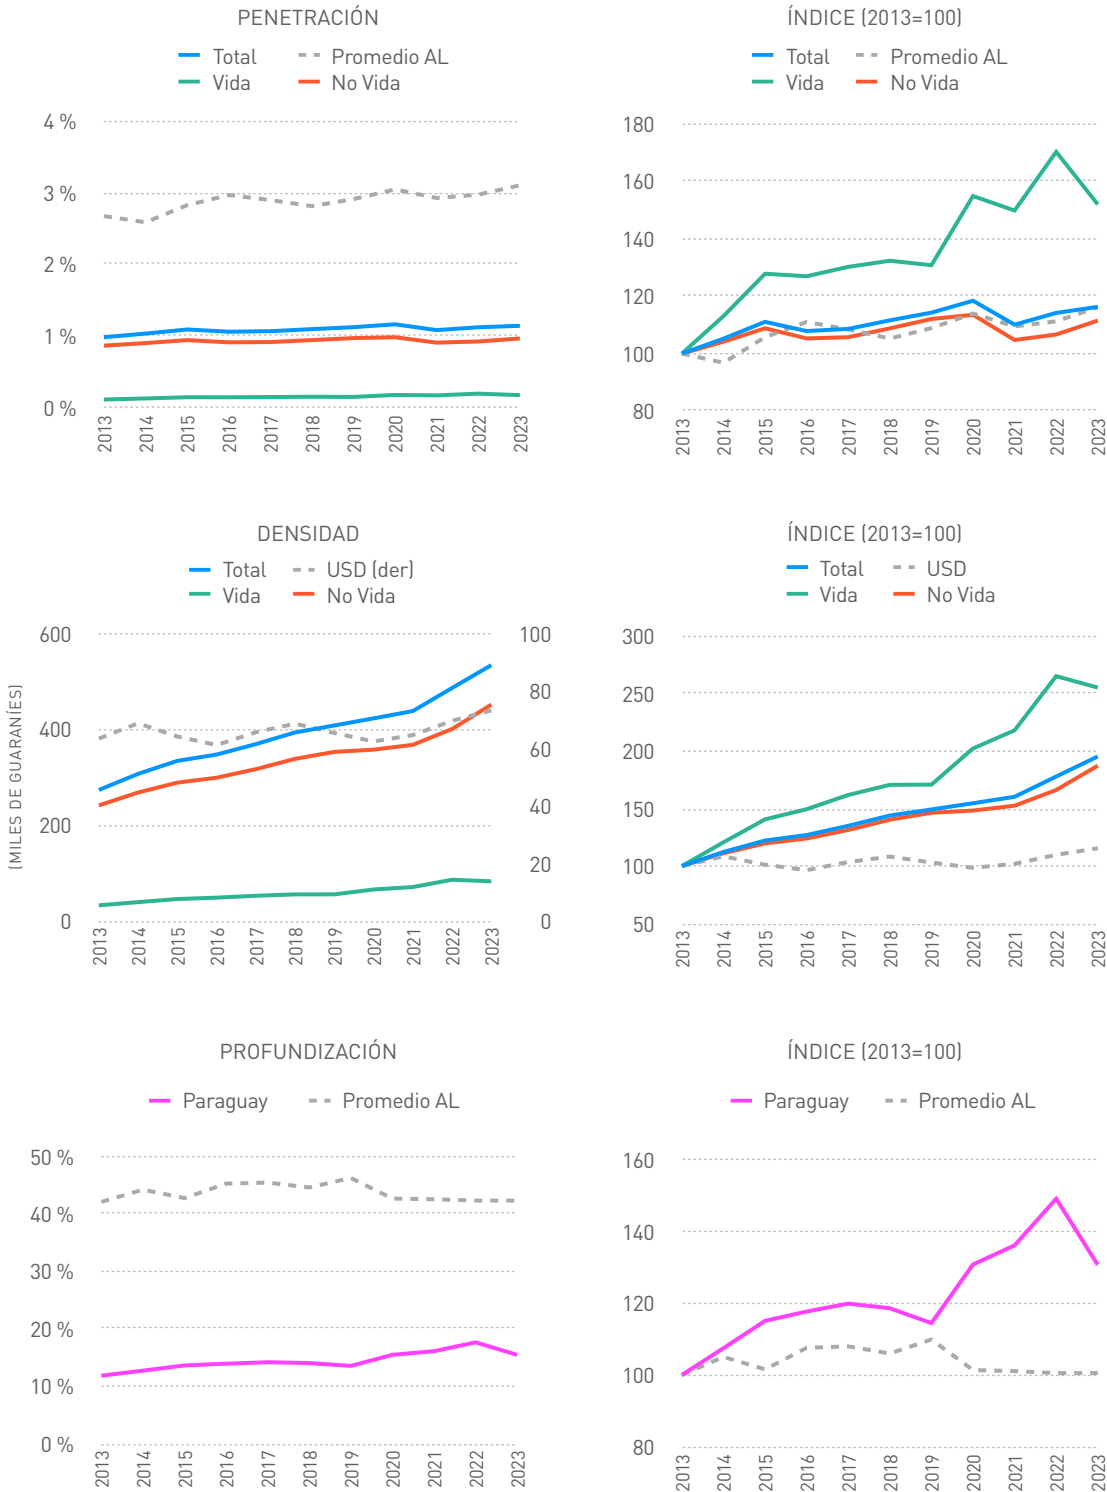 PENETRACIÓN
Total Promedio AL
Vida No Vida
4 %
3 %
2 %
1 %
0 %
2013 2014 2015 2016 2017 2018 2019 2020 2021 2022 2023
ÍNDICE (2013=100)
Total Promedio AL
Vida No Vida
180
160
140
120
100
80
2013 2014 2015 2016 2017 2018 2019 2020 2021 2022 2023
DENSIDAD
Total USD (der)
Vida No Vida
(MILES DE GUARANÍES)
600 100
80
400
60
40
200
20
0 0
2013 2014 2015 2016 2017 2018 2019 2020 2021 2022 2023
ÍNDICE (2013=100)
Total USD
Vida No Vida
300
250
200
150
100
50
2013 2014 2015 2016 2017 2018 2019 2020 2021 2022 2023
PROFUNDIZACIÓN
Paraguay Promedio AL
50 %
40 %
30 %
20 %
10 %
0 %
2013 2014 2015 2016 2017 2018 2019 2020 2021 2022 2023
ÍNDICE (2013=100)
Paraguay Promedio AL
160
140
120
100
80
2013 2014 2015 2016 2017 2018 2019 2020 2021 2022 2023